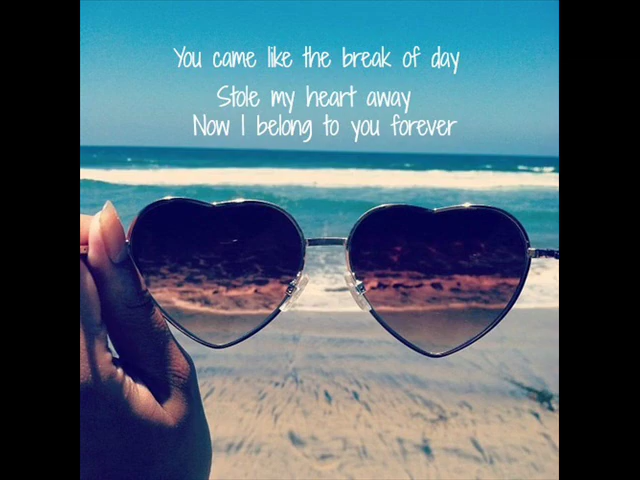 You came like the break of day
Stole my heart away
Now I belong to you forever